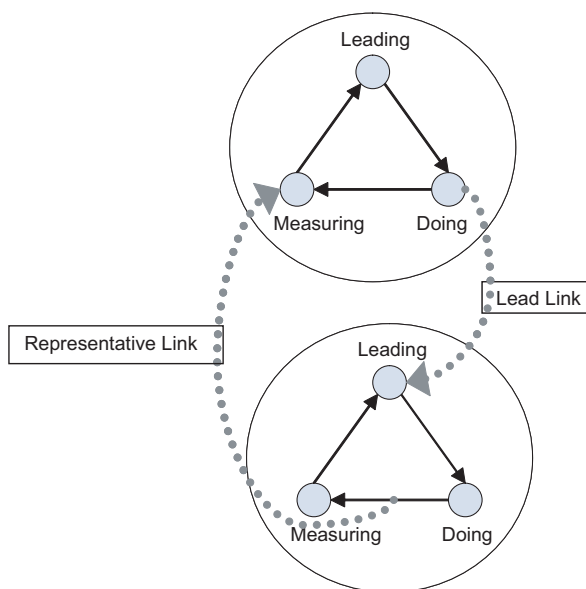 Leading
Measuring
Doing
Lead Link
Representative Link
Leading
Measuring
Doing